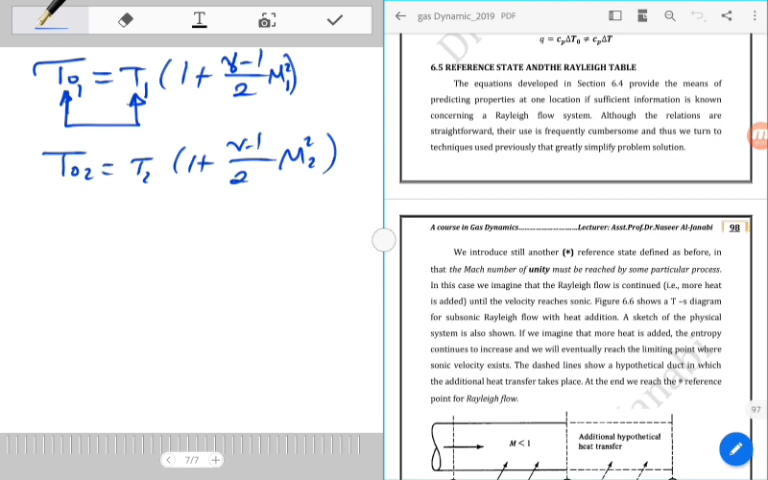 T
To₁ = T₁ (1 + γ-1/2 M₁²)
To₂ = T₂ (1 + γ-1/2 M₂²)
7/7
gas Dynamic_2019 PDF
q = cₚΔT₀ ≠ cₚΔT
6.5 REFERENCE STATE ANDTHE RAYLEIGH TABLE
The equations developed in Section 6.4 provide the means of
predicting properties at one location if sufficient information is known
concerning a Rayleigh flow system. Although the relations are
straightforward, their use is frequently cumbersome and thus we turn to
techniques used previously that greatly simplify problem solution.
A course in Gas Dynamics.............................Lecturer: Asst.Prof.Dr.Naseer Al-Janabi 98
We introduce still another (*) reference state defined as before, in
that the Mach number of unity must be reached by some particular process.
In this case we imagine that the Rayleigh flow is continued (i.e., more heat
is added) until the velocity reaches sonic. Figure 6.6 shows a T –s diagram
for subsonic Rayleigh flow with heat addition. A sketch of the physical
system is also shown. If we imagine that more heat is added, the entropy
continues to increase and we will eventually reach the limiting point where
sonic velocity exists. The dashed lines show a hypothetical duct in which
the additional heat transfer takes place. At the end we reach the * reference
point for Rayleigh flow.
97
M < 1
Additional hypothetical
heat transfer